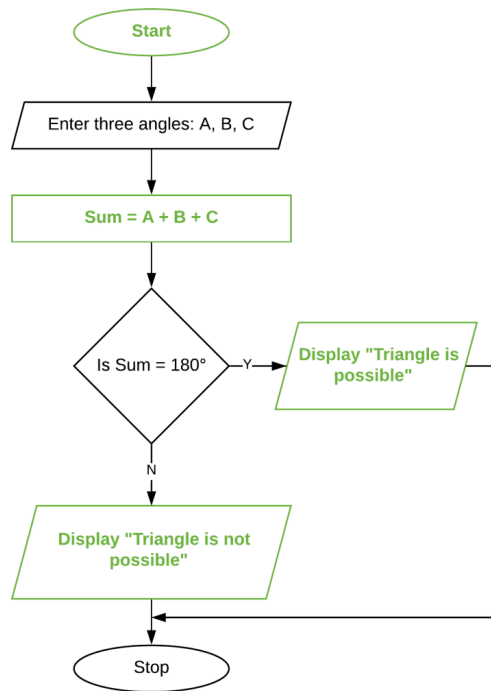 Start
Enter three angles: A, B, C
Sum = A + B + C
Is Sum = 180°
Y
Display "Triangle is
possible"
N
Display "Triangle is not
possible"
Stop